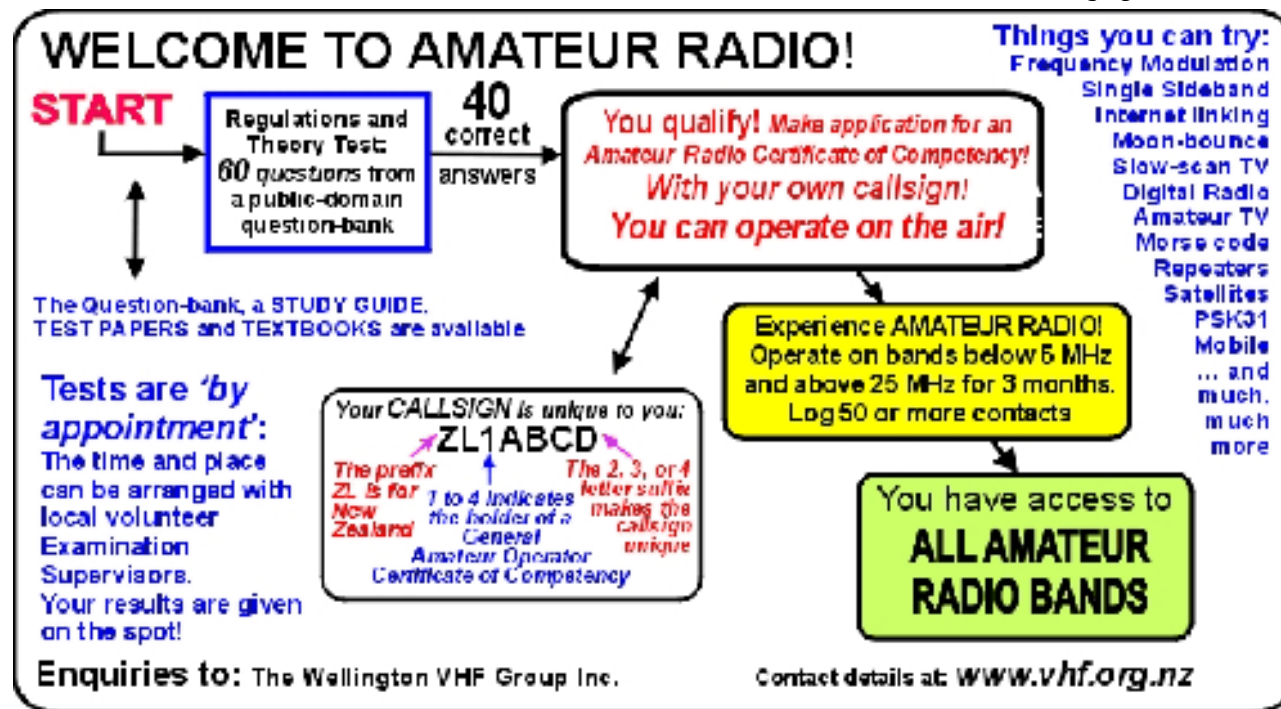 WELCOME TO AMATEUR RADIO!
START
Regulations and
Theory Test:
60 questions from
a public-domain
question-bank
40
correct
answers
You qualify! Make application for an
Amateur Radio Certificate of Competency!
With your own callsign!
You can operate on the air!
Things you can try:
Frequency Modulation
Single Sideband
Internet linking
Moon-bounce
Slow-scan TV
Digital Radio
Amateur TV
Morse code
Repeaters
Satellites
PSK31
Mobile
... and
much,
much
more
The Question-bank, a STUDY GUIDE.
TEST PAPERS and TEXTBOOKS are available
Experience AMATEUR RADIO!
Operate on bands below 5 MHz
and above 25 MHz for 3 months.
Log 50 or more contacts
Tests are 'by
appointment':
The time and place
can be arranged with
local volunteer
Examination
Supervisors.
Your results are given
on the spot!
Your CALLSIGN is unique to you:
ZL1ABCD
The prefix
ZL is for
New
Zealand
1 to 4 indicates
the holder of a
General
Amateur Operator
Certificate of Competency
The 2, 3, or 4
letter suffix
makes the
callsign
unique
You have access to
ALL AMATEUR
RADIO BANDS
Enquiries to: The Wellington VHF Group Inc.
Contact details at: www.vhf.org.nz